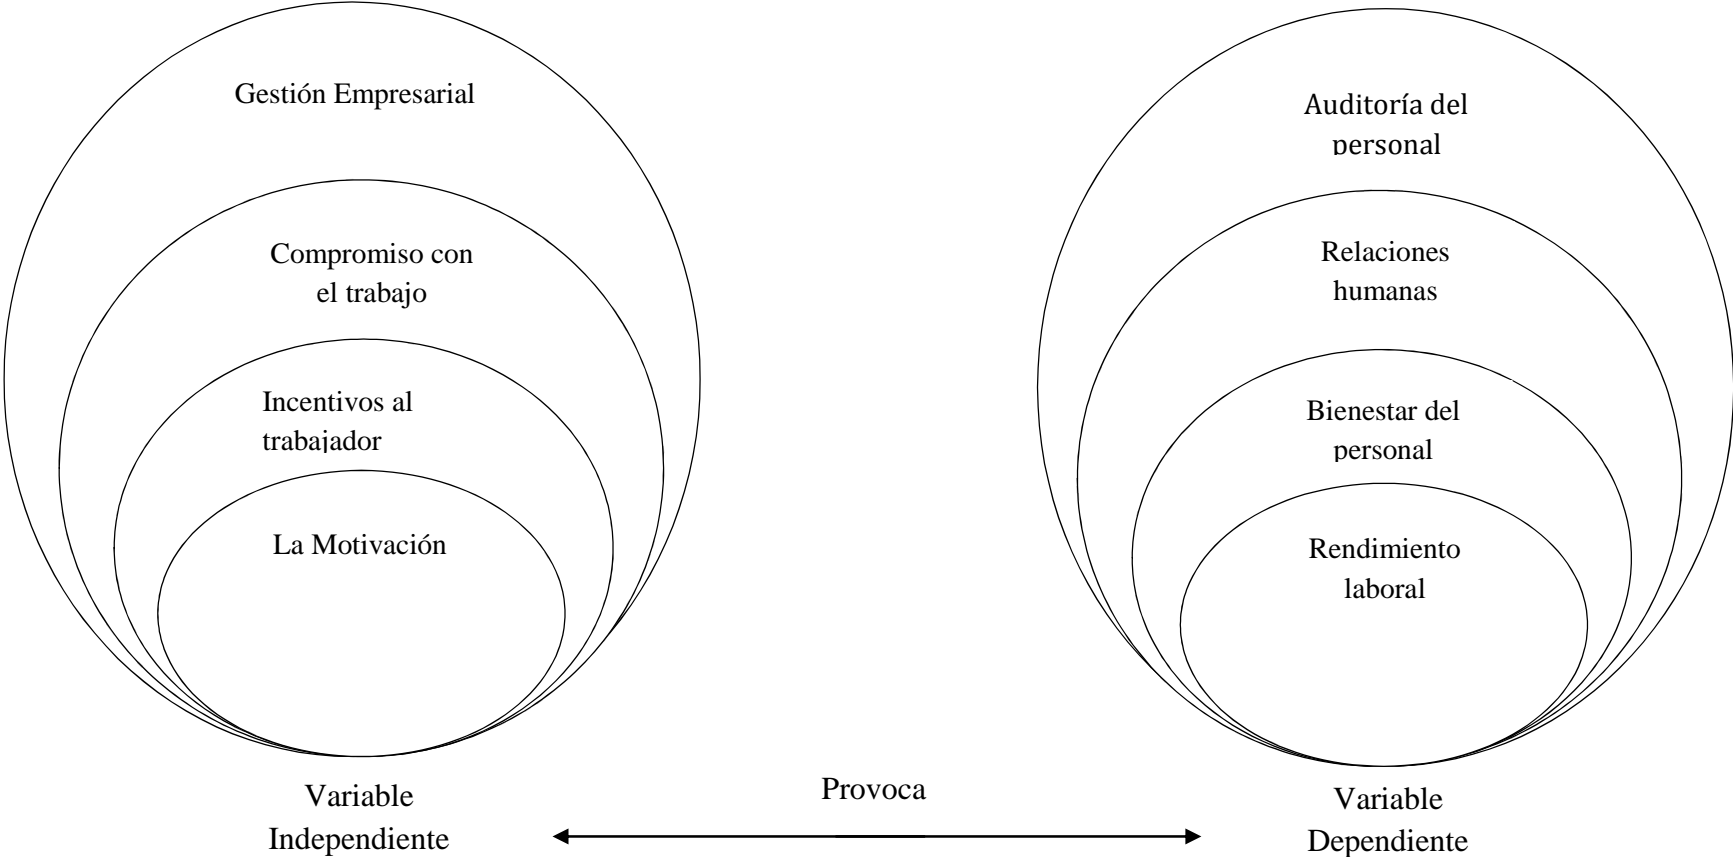 Gestión Empresarial
Compromiso con
el trabajo
Incentivos al
trabajador
La Motivación
Variable
Independiente
Provoca
Auditoría del
personal
Relaciones
humanas
Bienestar del
personal
Rendimiento
laboral
Variable
Dependiente